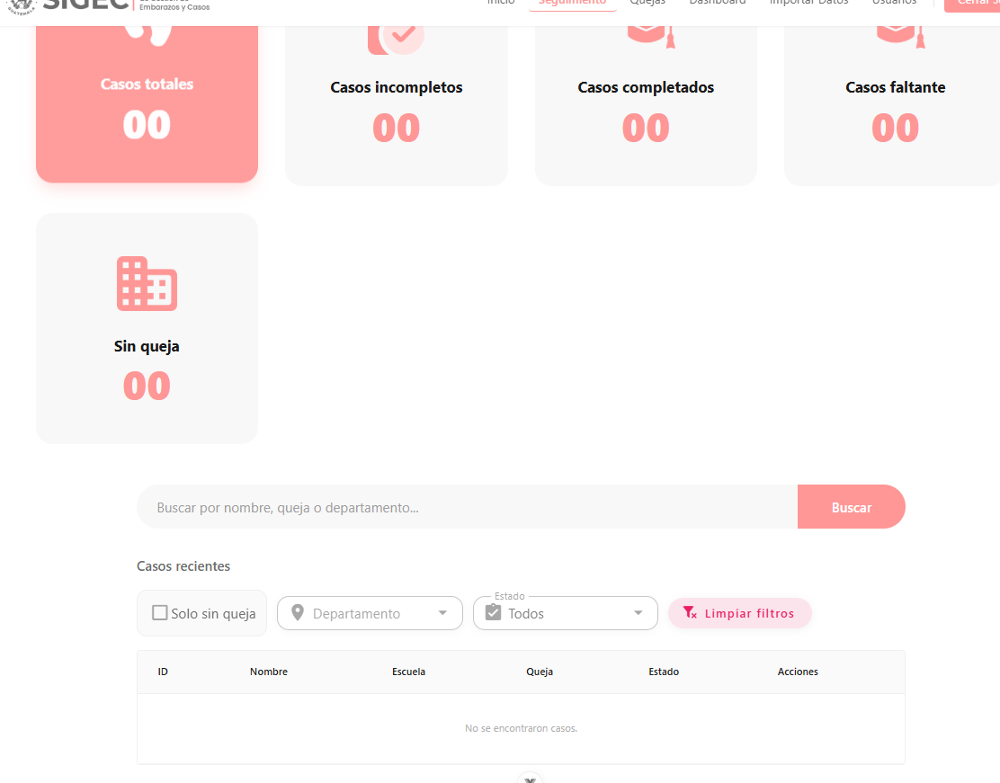 SIGEC
Embarazos y Casos
Inicio
Seguimiento
Quejas
Dashboard
Importar Datos
Usuarios
Cerrar
GUATEMALA
Casos totales
00
Casos incompletos
00
Casos completados
00
Casos faltante
00
Sin queja
00
Buscar por nombre, queja o departamento...
Buscar
Casos recientes
Solo sin queja
Departamento
Estado
Todos
Limpiar filtros
ID
Nombre
Escuela
Queja
Estado
Acciones
No se encontraron casos.